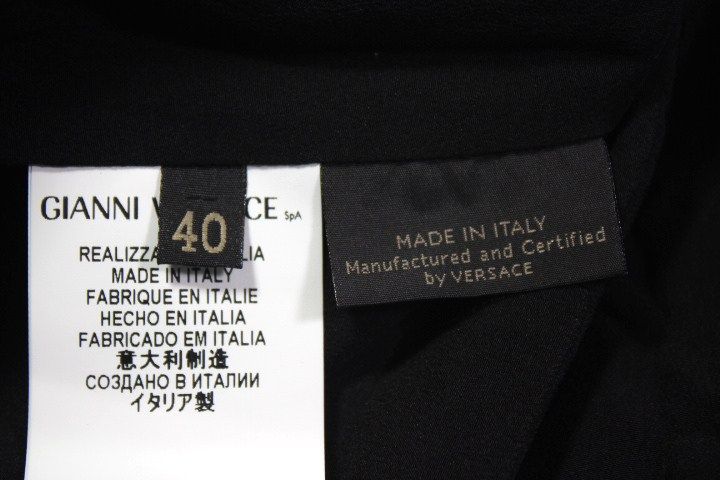 GIANNI V CE SpA
40
REALIZZA LIA
MADE IN ITALY
FABRIQUE EN ITALIE
HECHO EN ITALIA
FABRICADO EM ITALIA
意大利制造
СОЗДАНО В ИТАЛИИ
イタリア製
MADE IN ITALY
Manufactured and Certified
by VERSACE